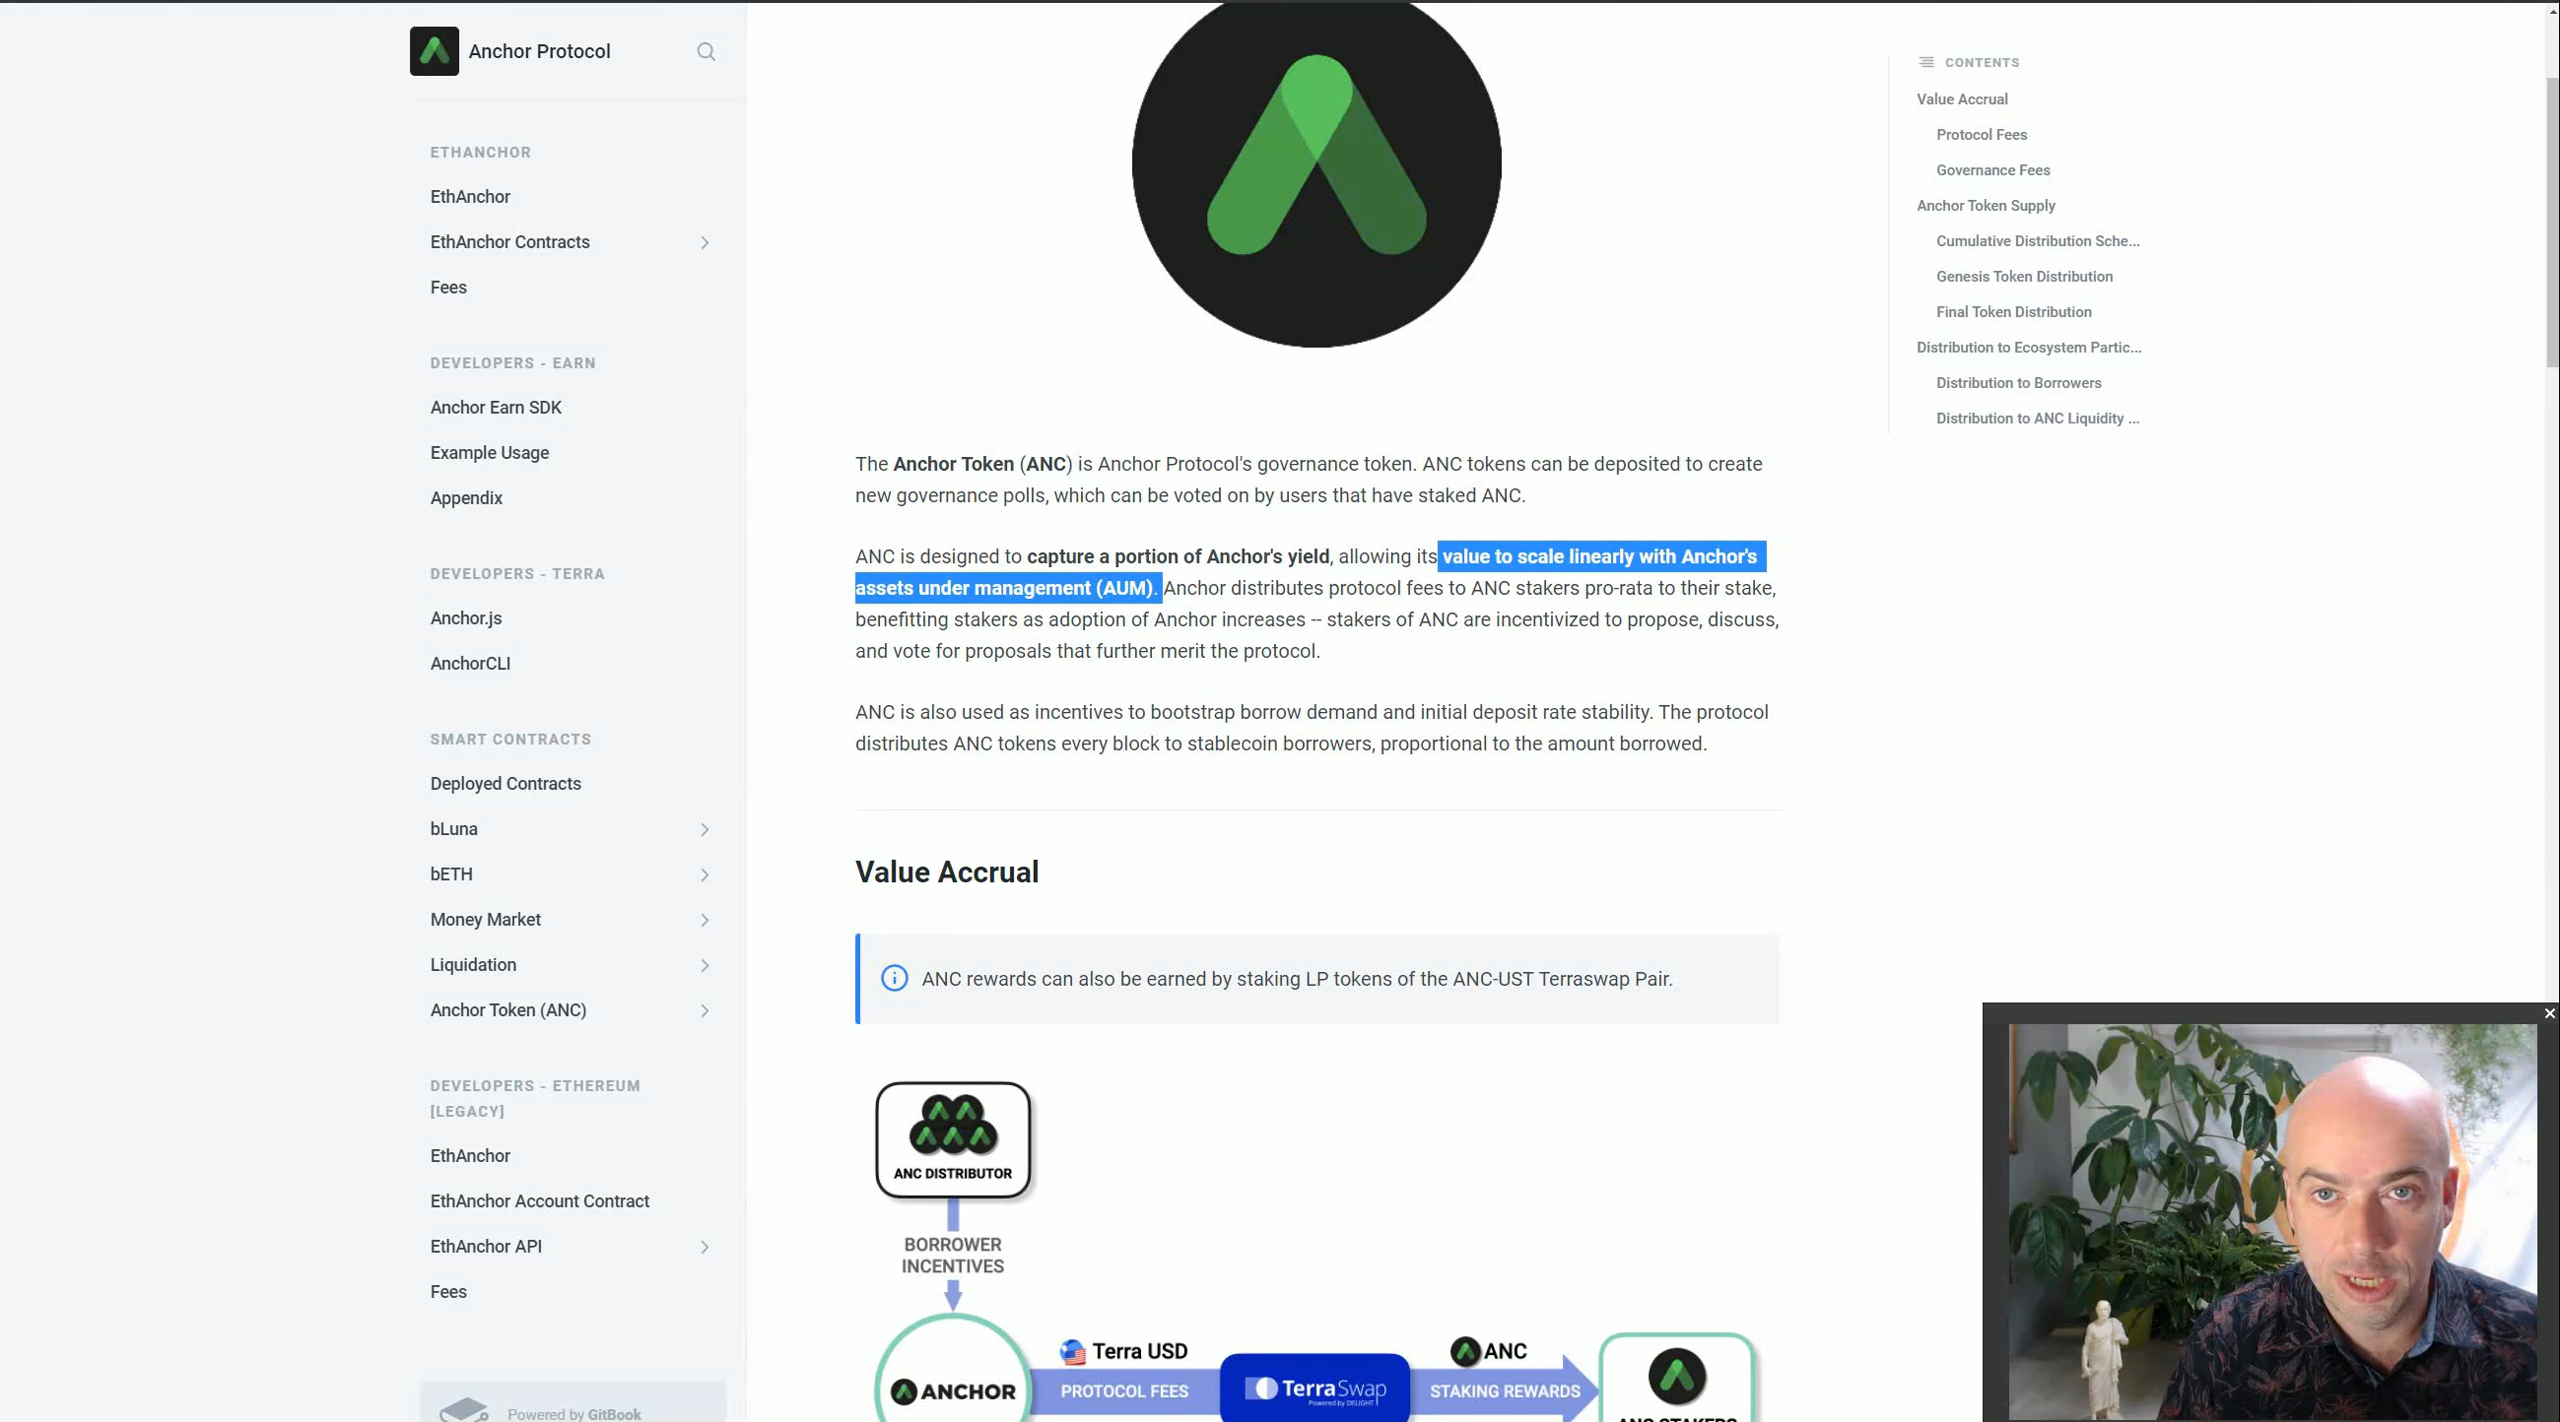 Anchor Protocol
ETHANCHOR
EthAnchor
EthAnchor Contracts
Fees
DEVELOPERS - EARN
Anchor Earn SDK
Example Usage
Appendix
DEVELOPERS - TERRA
Anchor.js
AnchorCLI
SMART CONTRACTS
Deployed Contracts
bLuna
bETH
Money Market
Liquidation
Anchor Token (ANC)
DEVELOPERS - ETHEREUM
[LEGACY]
EthAnchor
EthAnchor Account Contract
EthAnchor API
Fees
Powered by GitBook
The Anchor Token (ANC) is Anchor Protocol's governance token. ANC tokens can be deposited to create
new governance polls, which can be voted on by users that have staked ANC.
ANC is designed to capture a portion of Anchor's yield, allowing its value to scale linearly with Anchor's
assets under management (AUM). Anchor distributes protocol fees to ANC stakers pro-rata to their stake,
benefitting stakers as adoption of Anchor increases -- stakers of ANC are incentivized to propose, discuss,
and vote for proposals that further merit the protocol.
ANC is also used as incentives to bootstrap borrow demand and initial deposit rate stability. The protocol
distributes ANC tokens every block to stablecoin borrowers, proportional to the amount borrowed.
Value Accrual
ANC rewards can also be earned by staking LP tokens of the ANC-UST Terraswap Pair.
ANC DISTRIBUTOR
BORROWER
INCENTIVES
Terra USD
ANC
ANCHOR
PROTOCOL FEES
TerraSwap
Powered by DELIGHT
STAKING REWARDS
ANC STAKERS
CONTENTS
Value Accrual
Protocol Fees
Governance Fees
Anchor Token Supply
Cumulative Distribution Sche...
Genesis Token Distribution
Final Token Distribution
Distribution to Ecosystem Partic...
Distribution to Borrowers
Distribution to ANC Liquidity ...